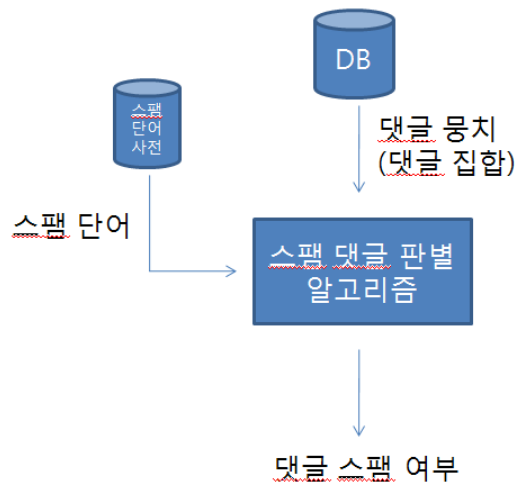 DB
스팸
단어
사전
댓글 뭉치
(댓글 집합)
스팸 단어
스팸 댓글 판별
알고리즘
댓글 스팸 여부